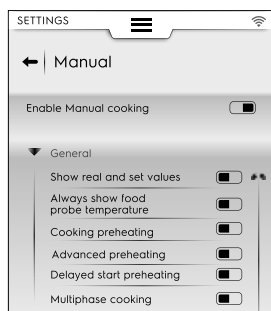 SETTINGS
Manual
Enable Manual cooking
General
Show real and set values
Always show food
probe temperature
Cooking preheating
Advanced preheating
Delayed start preheating
Multiphase cooking